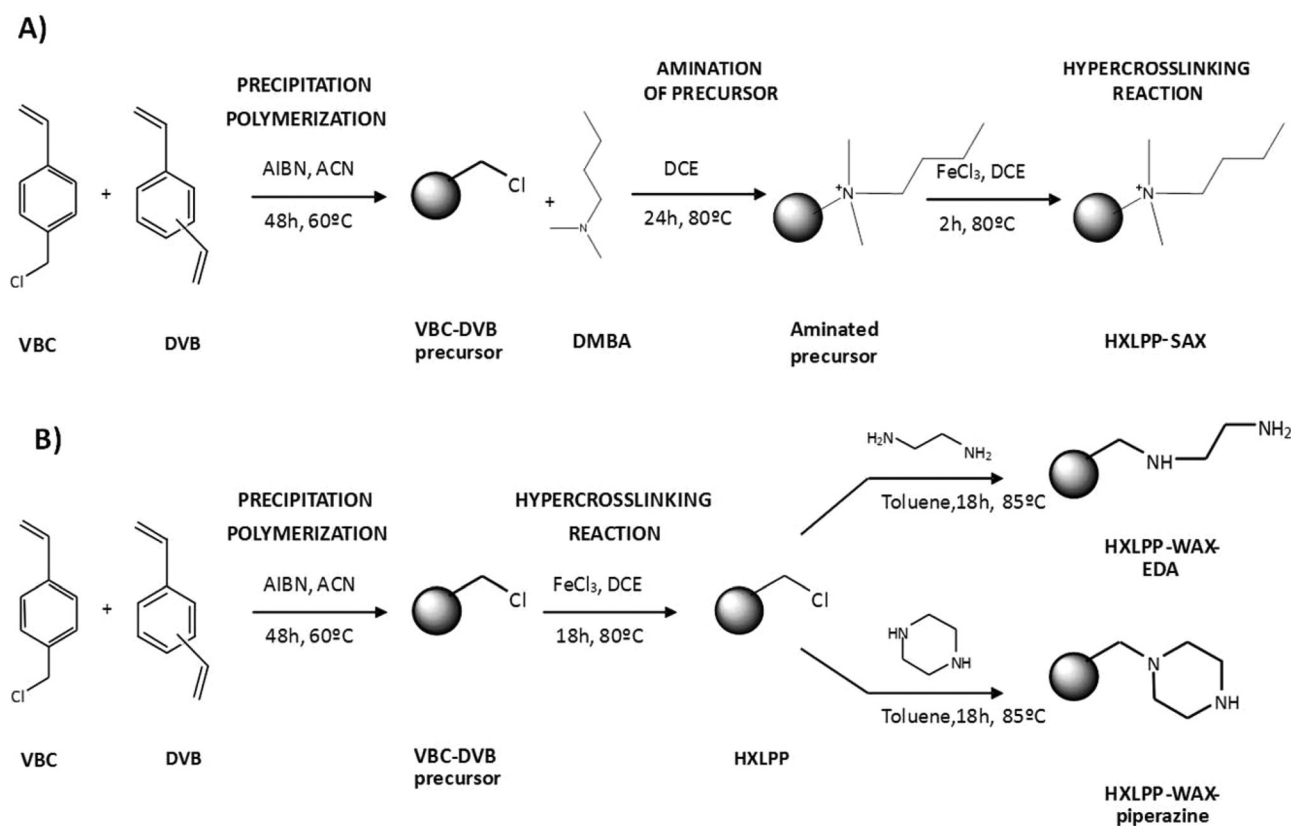 A)
PRECIPITATION
POLYMERIZATION
AMINATION
OF PRECURSOR
HYPERCROSSLINKING
REACTION
AIBN, ACN
48h, 60ºC
DCE
24h, 80ºC
FeCl₃, DCE
2h, 80ºC
Cl
+
Cl
+
N
N
+
N
+
VBC
DVB
VBC-DVB
precursor
DMBA
Aminated
precursor
HXLPP-SAX
B)
PRECIPITATION
POLYMERIZATION
HYPERCROSSLINKING
REACTION
AIBN, ACN
48h, 60ºC
FeCl₃, DCE
18h, 80ºC
Cl
+
Cl
Cl
H₂N
NH₂
Toluene,18h, 85ºC
NH
NH₂
HXLPP-WAX-
EDA
HN
NH
Toluene,18h, 85ºC
N
NH
VBC
DVB
VBC-DVB
precursor
HXLPP
HXLPP-WAX-
piperazine